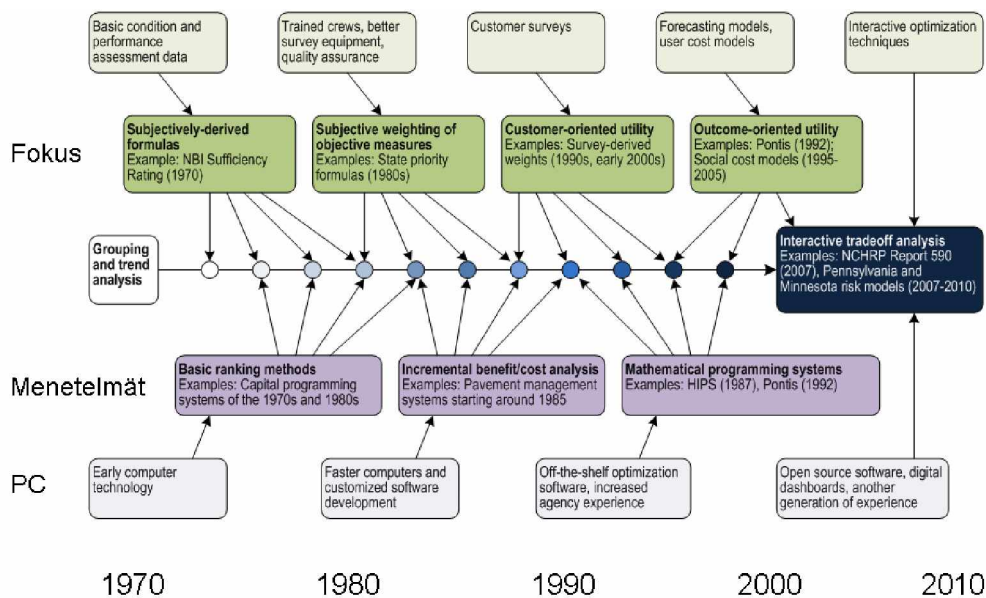 Basic condition and
performance
assessment data
Trained crews, better
survey equipment,
quality assurance
Customer surveys
Forecasting models,
user cost models
Interactive optimization
techniques
Fokus
Subjectively-derived
formulas
Example: NBI Sufficiency
Rating (1970)
Subjective weighting of
objective measures
Examples: State priority
formulas (1980s)
Customer-oriented utility
Examples: Survey-derived
weights (1990s, early 2000s)
Outcome-oriented utility
Examples: Pontis (1992);
Social cost models (1995-
2005)
Grouping
and trend
analysis
Interactive tradeoff analysis
Examples: NCHRP Report 590
(2007), Pennsylvania and
Minnesota risk models (2007-2010)
Menetelmät
Basic ranking methods
Examples: Capital programming
systems of the 1970s and 1980s
Incremental benefit/cost analysis
Examples: Pavement management
systems starting around 1985
Mathematical programming systems
Examples: HIPS (1987), Pontis (1992)
PC
Early computer
technology
Faster computers and
customized software
development
Off-the-shelf optimization
software, increased
agency experience
Open source software, digital
dashboards, another
generation of experience
1970 1980 1990 2000 2010